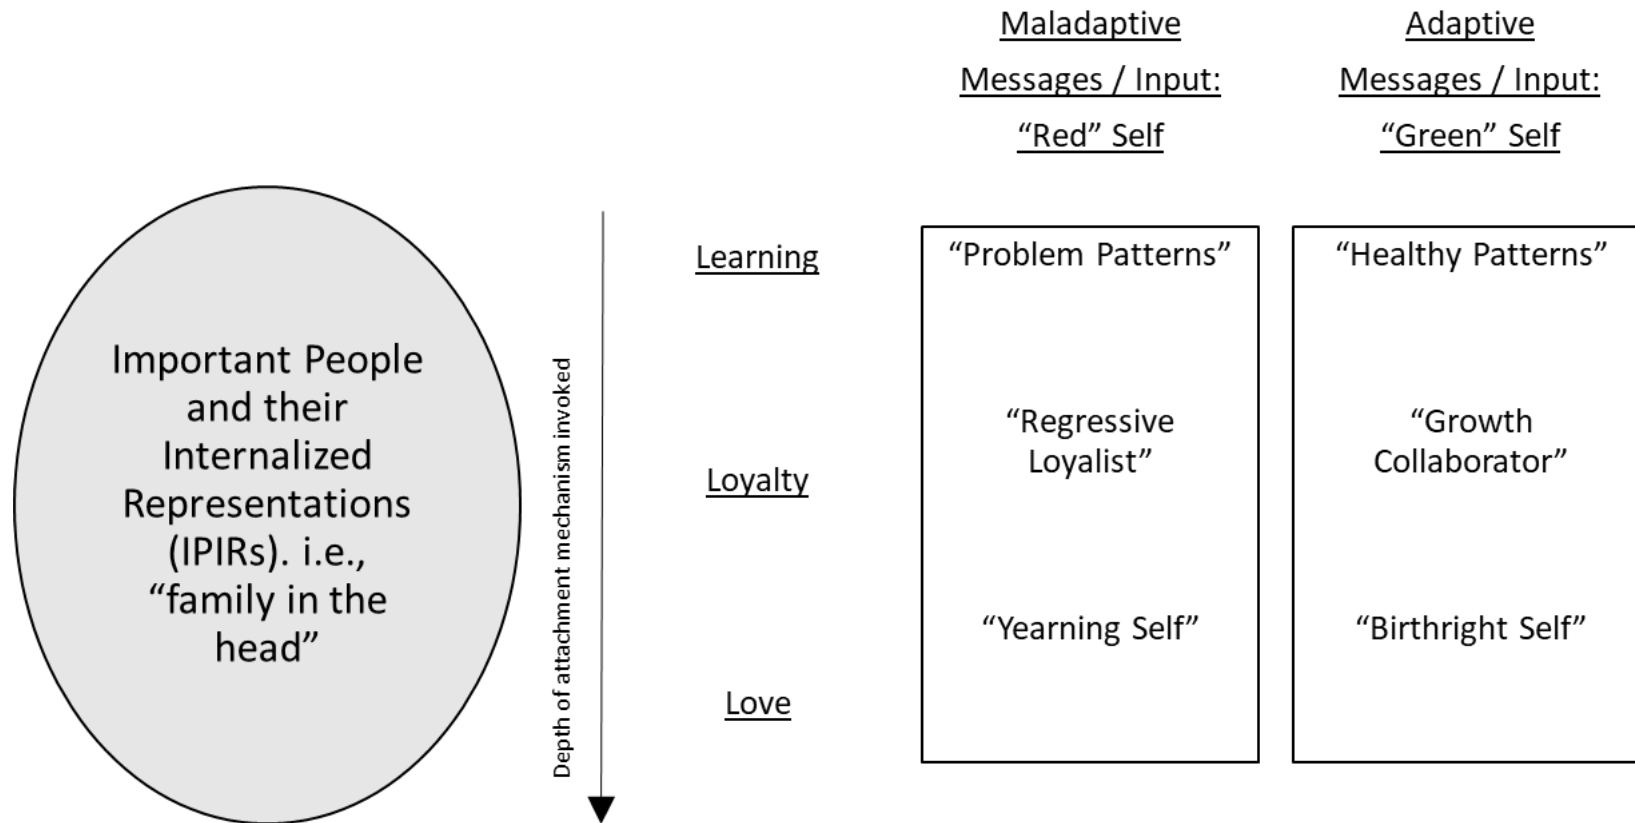 Maladaptive
Messages / Input:
“Red” Self
Adaptive
Messages / Input:
“Green” Self
Important People
and their
Internalized
Representations
(IPIRs). i.e.,
“family in the
head”
Depth of attachment mechanism invoked
Learning
“Problem Patterns”
“Healthy Patterns”
Loyalty
“Regressive
Loyalist”
“Growth
Collaborator”
Love
“Yearning Self”
“Birthright Self”